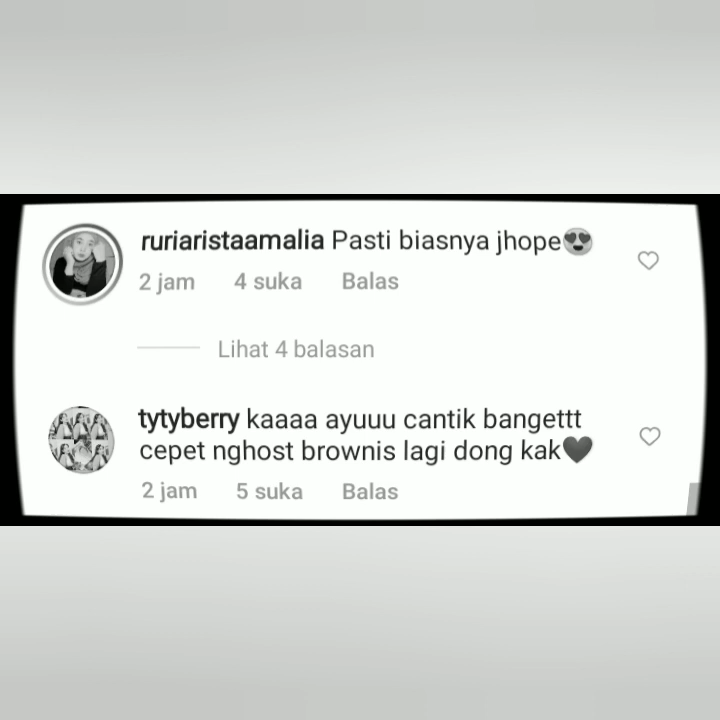 ruriaristaamalia Pasti biasnya jhope😍
2 jam 4 suka Balas
Lihat 4 balasan
tytyberry kaaaa ayuuu cantik bangettt
cepet nghost brownis lagi dong kak🖤
2 jam 5 suka Balas